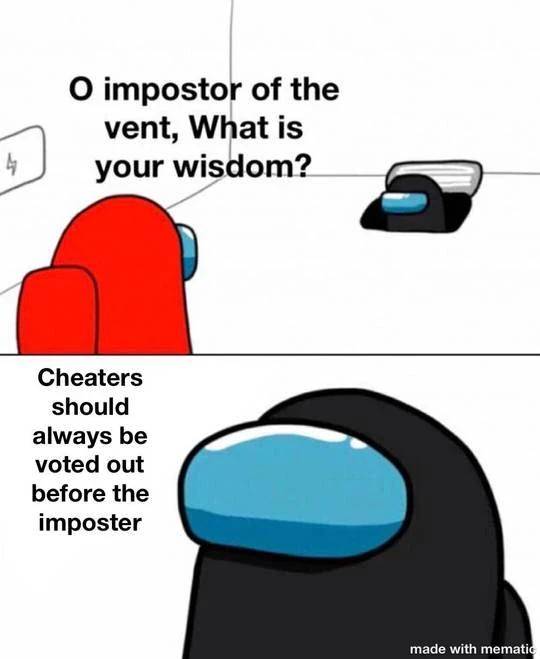 O impostor of the
vent, What is
your wisdom?
Cheaters
should
always be
voted out
before the
imposter
made with mematic